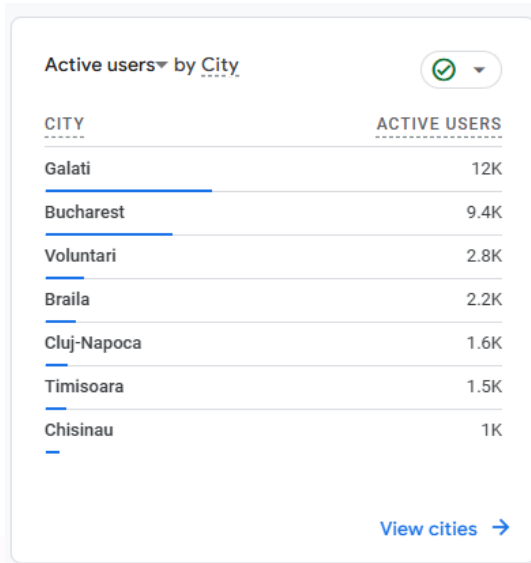 Active users by City
CITY ACTIVE USERS
Galati 12K
Bucharest 9.4K
Voluntari 2.8K
Braila 2.2K
Cluj-Napoca 1.6K
Timisoara 1.5K
Chisinau 1K
View cities